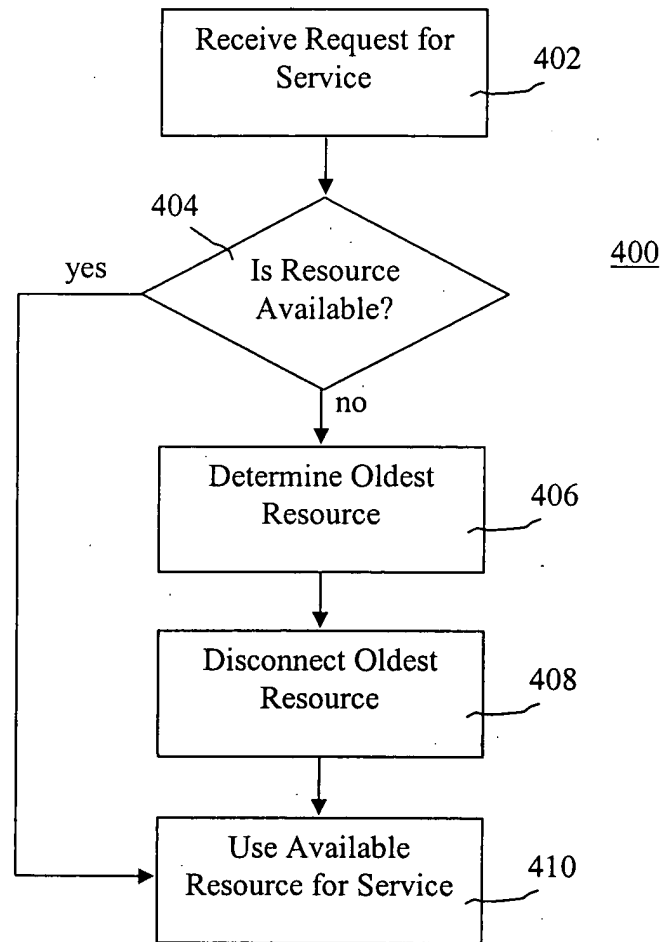 Receive Request for
Service
402
404
400
yes
Is Resource
Available?
no
Determine Oldest
Resource
406
Disconnect Oldest
Resource
408
Use Available
Resource for Service
410